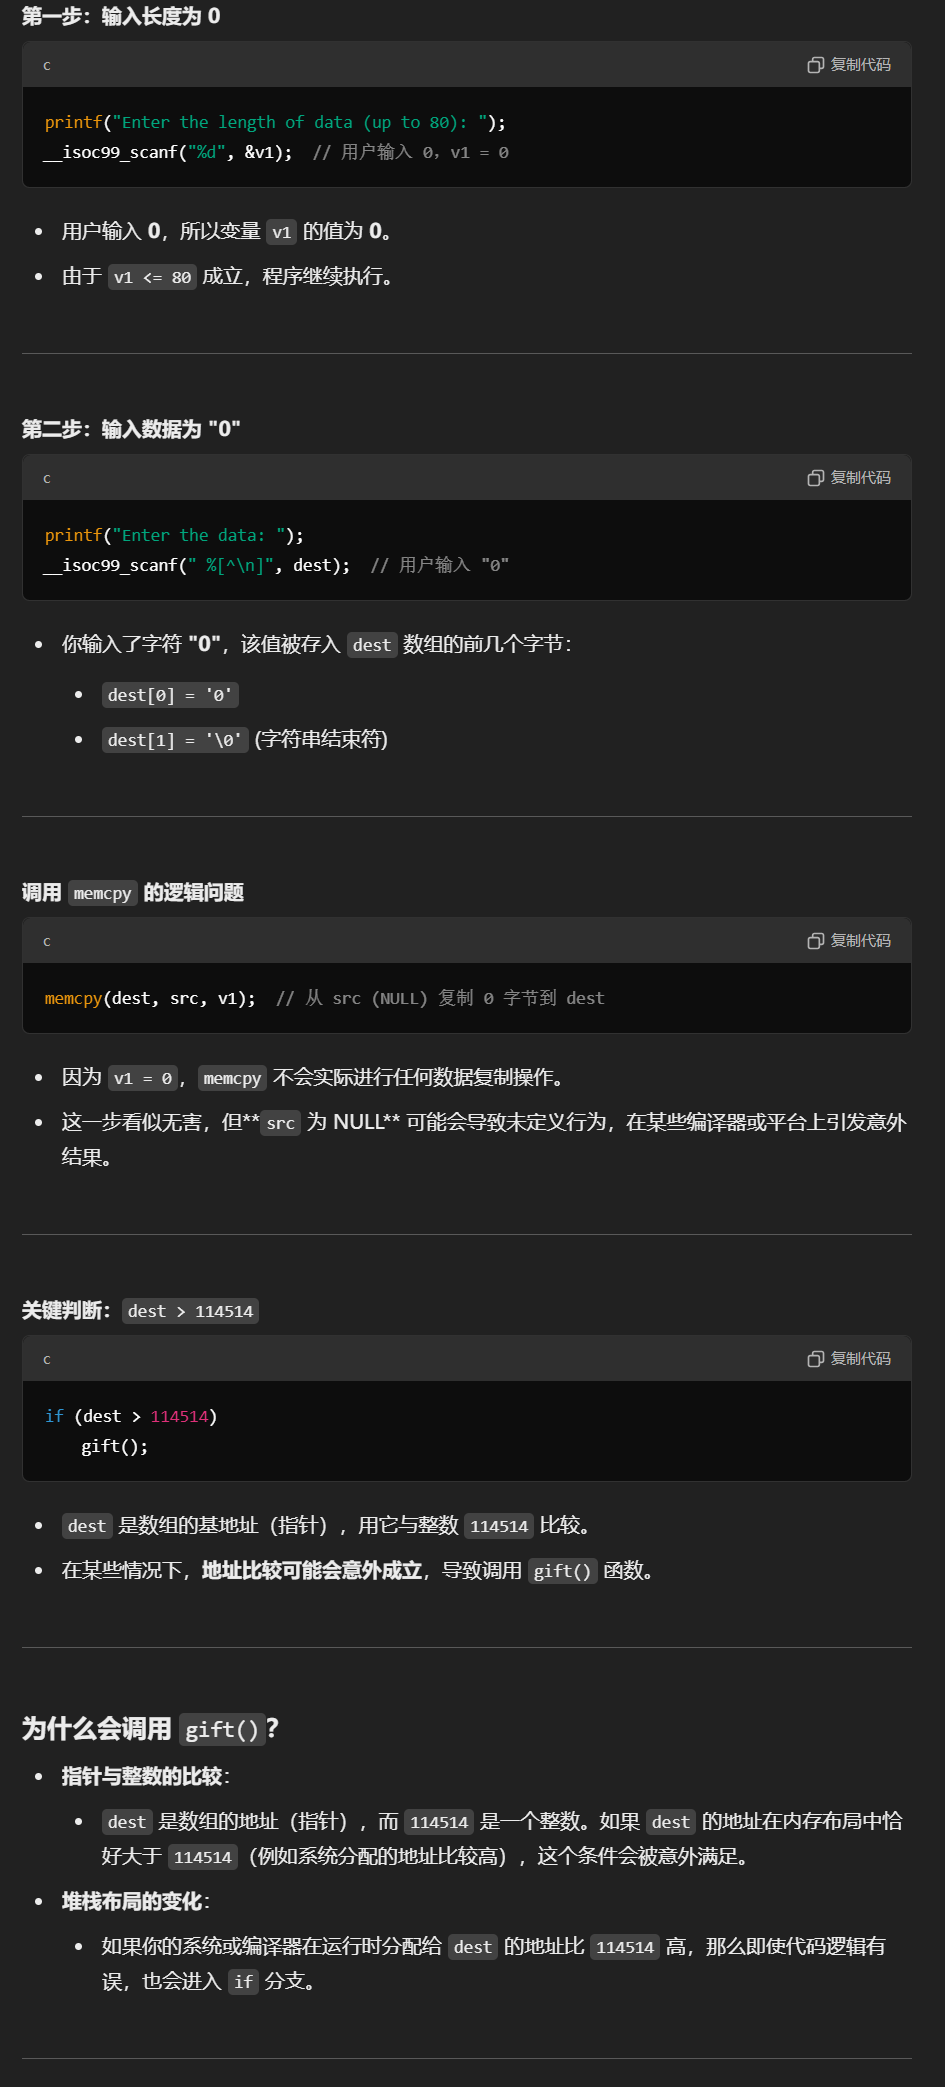 第一步：输入长度为 0
c
复制代码
printf("Enter the length of data (up to 80): ");
__isoc99_scanf("%d", &v1);  // 用户输入 0，v1 = 0
用户输入 0，所以变量 v1 的值为 0。
由于 v1 <= 80 成立，程序继续执行。
第二步：输入数据为 "0"
c
复制代码
printf("Enter the data: ");
__isoc99_scanf(" %[^\n]", dest);  // 用户输入 "0"
你输入了字符 "0"，该值被存入 dest 数组的前几个字节：
dest[0] = '0'
dest[1] = '\0' (字符串结束符)
调用 memcpy 的逻辑问题
c
复制代码
memcpy(dest, src, v1);  // 从 src (NULL) 复制 0 字节到 dest
因为 v1 = 0，memcpy 不会实际进行任何数据复制操作。
这一步看似无害，但**src 为 NULL** 可能会导致未定义行为，在某些编译器或平台上引发意外
结果。
关键判断：dest > 114514
c
复制代码
if (dest > 114514)
    gift();
dest 是数组的基地址（指针），用它与整数 114514 比较。
在某些情况下，地址比较可能会意外成立，导致调用 gift() 函数。
为什么会调用 gift()？
指针与整数的比较：
dest 是数组的地址（指针），而 114514 是一个整数。如果 dest 的地址在内存布局中恰
好大于 114514（例如系统分配的地址比较高），这个条件会被意外满足。
堆栈布局的变化：
如果你的系统或编译器在运行时分配给 dest 的地址比 114514 高，那么即使代码逻辑有
误，也会进入 if 分支。